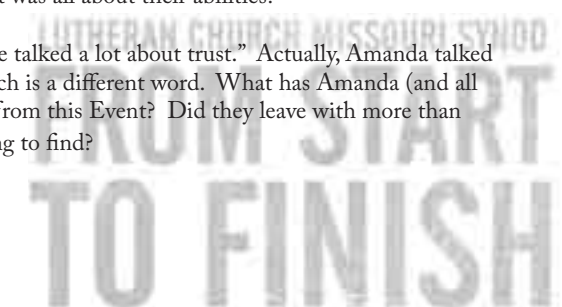 t was all about their abilities.
LUTHERAN CHURCH MISSOURI SYNOD
e talked a lot about trust.” Actually, Amanda talked
ch is a different word. What has Amanda (and all
from this Event? Did they leave with more than
ng to find?
FROM START
TO FINISH